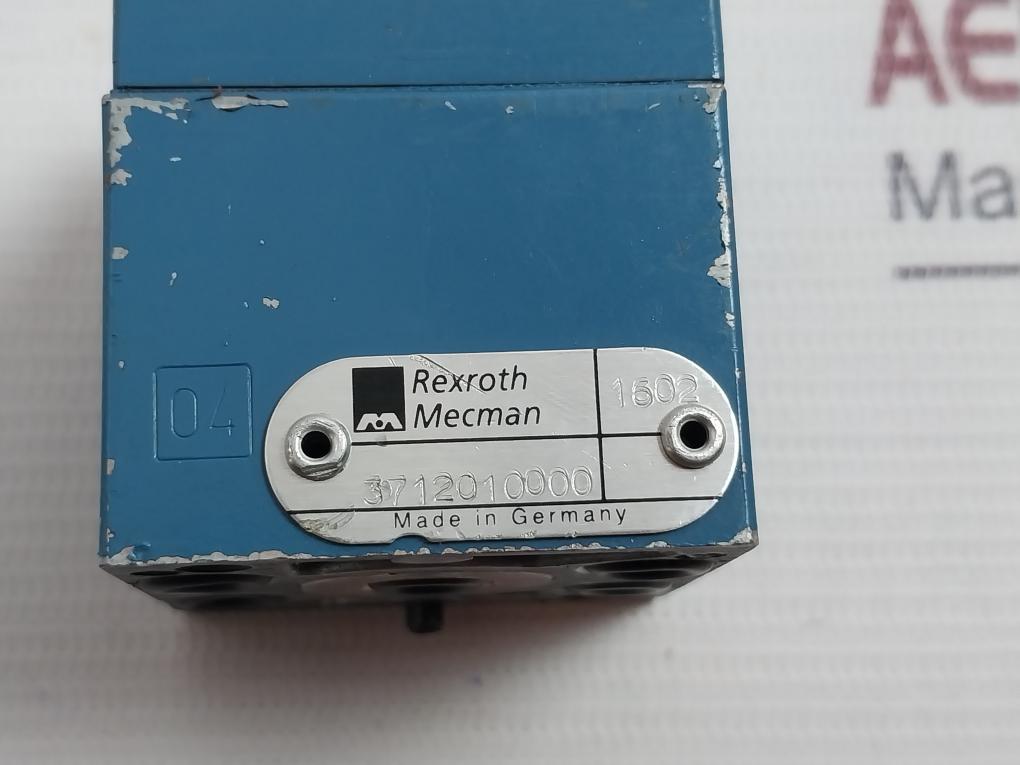 AE
Ma
04
Rexroth
Mecman
1602
3712010000
Made in Germany